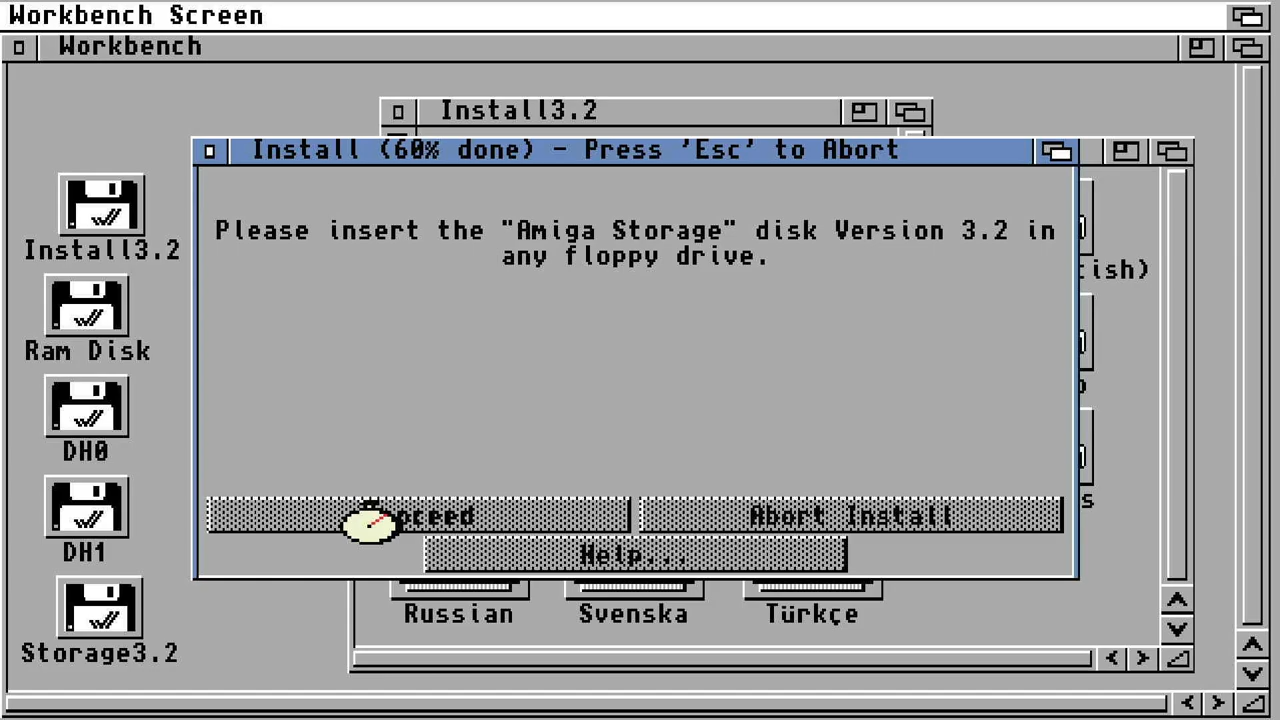 Workbench Screen
Workbench
Install3.2
Install (60% done) - Press 'Esc' to Abort
Please insert the "Amiga Storage" disk Version 3.2 in
any floppy drive.
Install3.2
Ram Disk
DH0
DH1
Storage3.2
Abort Install
Help...
Russian
Svenska
Türkçe